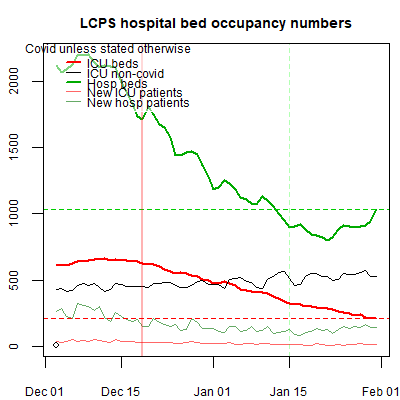 LCPS hospital bed occupancy numbers
Covid unless stated otherwise
ICU beds
ICU non-covid
Hosp beds
New ICU patients
New hosp patients
2000
1500
1000
500
0
Dec 01 Dec 15 Jan 01 Jan 15 Feb 01